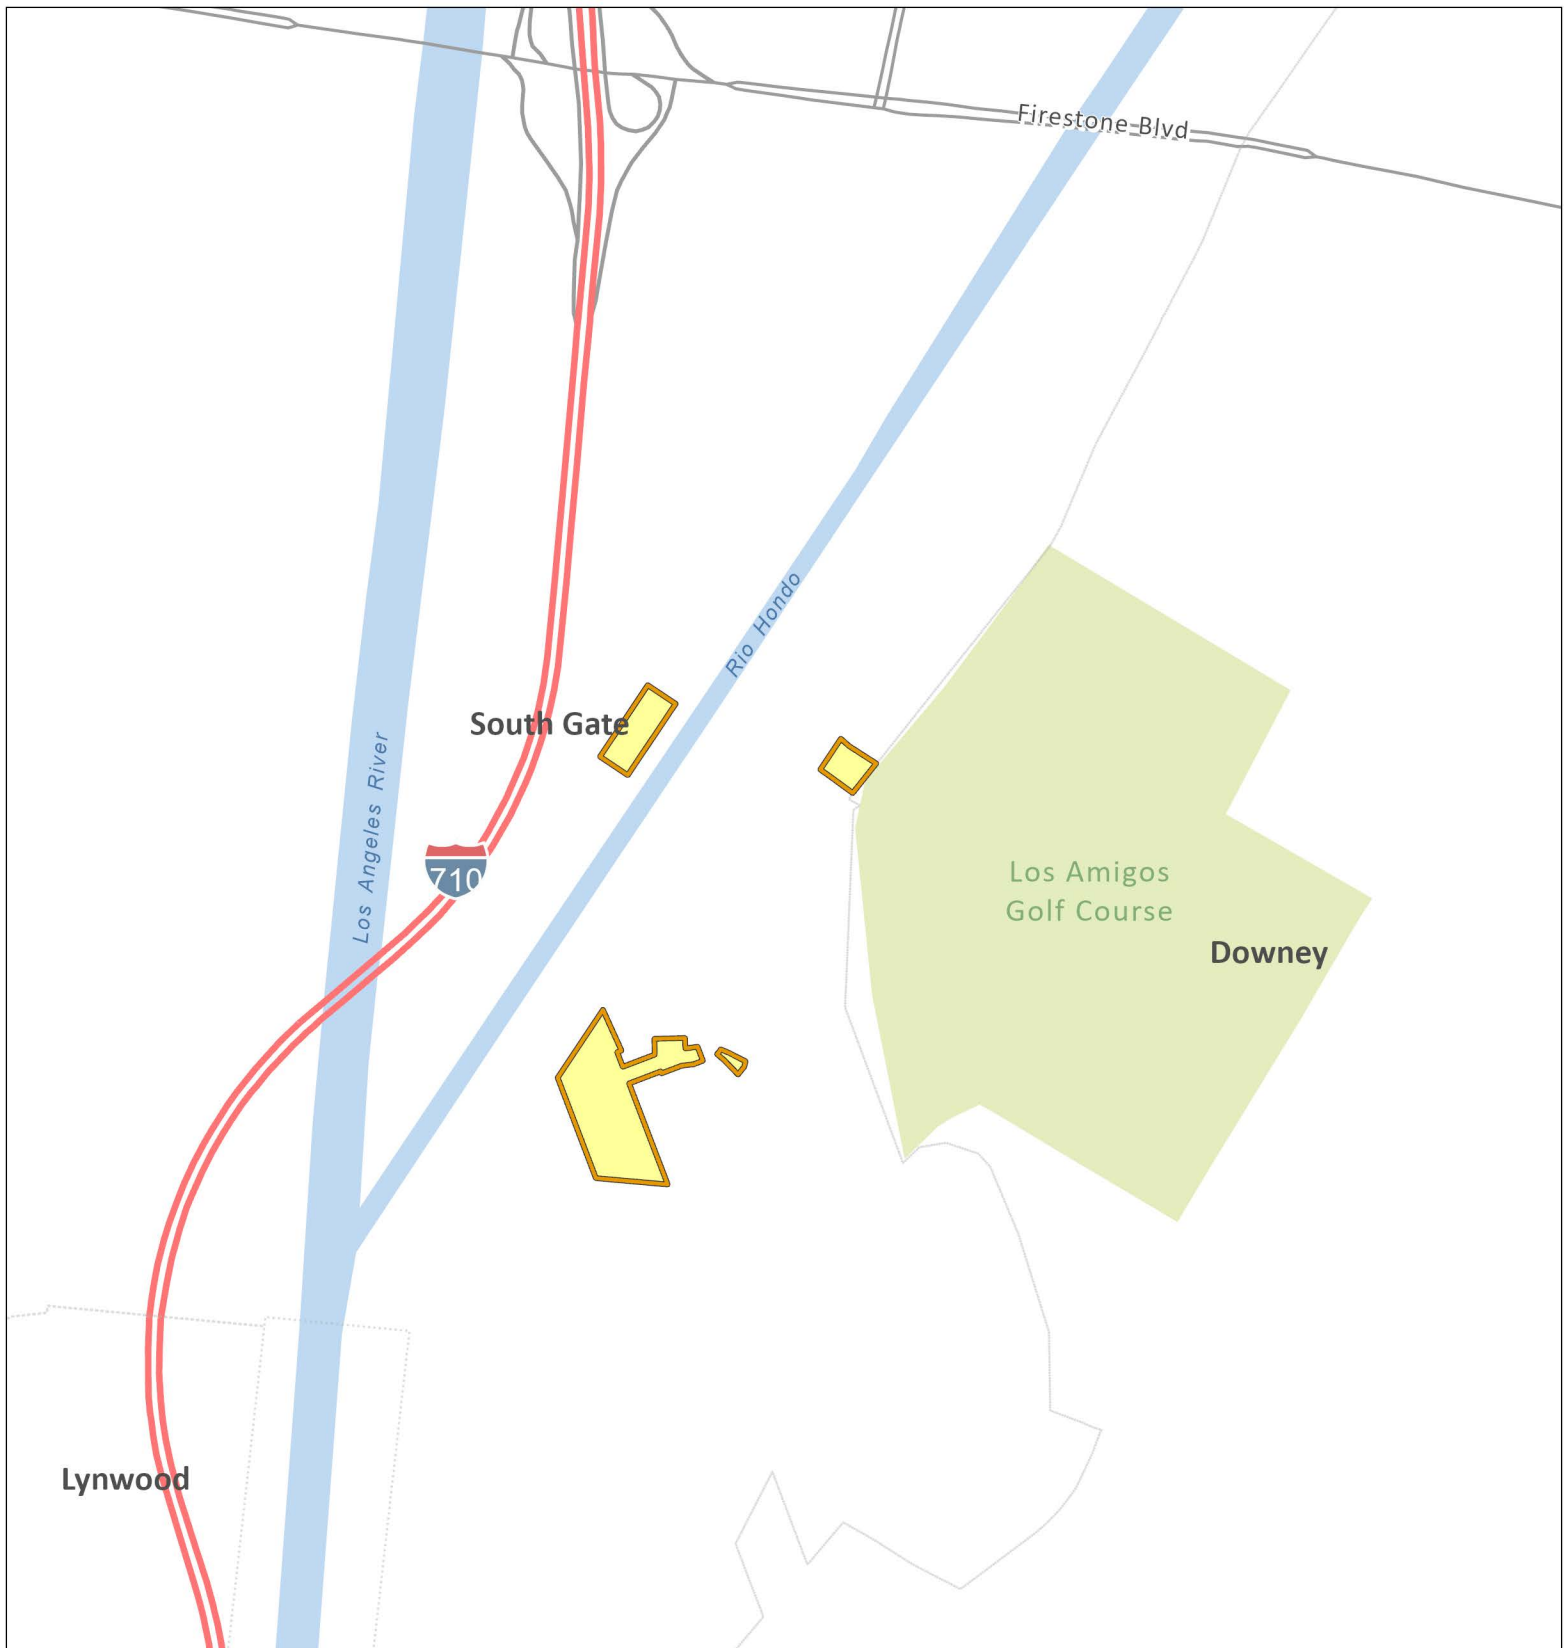 Firestone Blvd
Rio Hondo
South Gate
Los Angeles River
710
Los Amigos
Golf Course
Downey
Lynwood